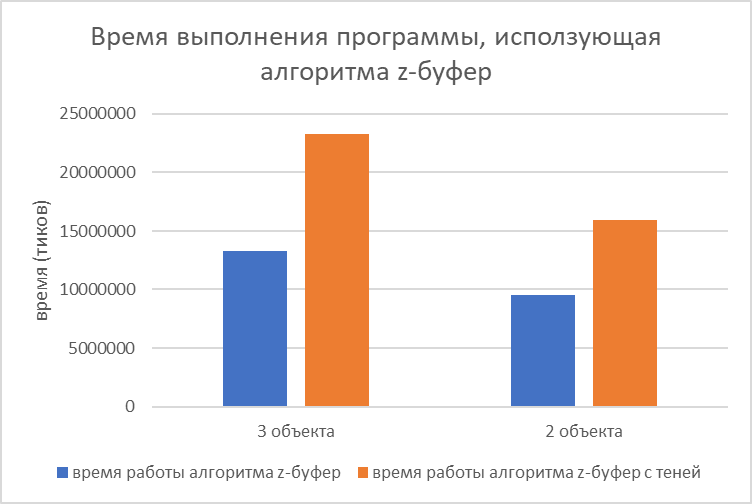 Время выполнения программы, исползующая
алгоритма z-буфер
25000000
20000000
15000000
10000000
5000000
0
время (тиков)
3 объекта
2 объекта
время работы алгоритма z-буфер
время работы алгоритма z-буфер с теней